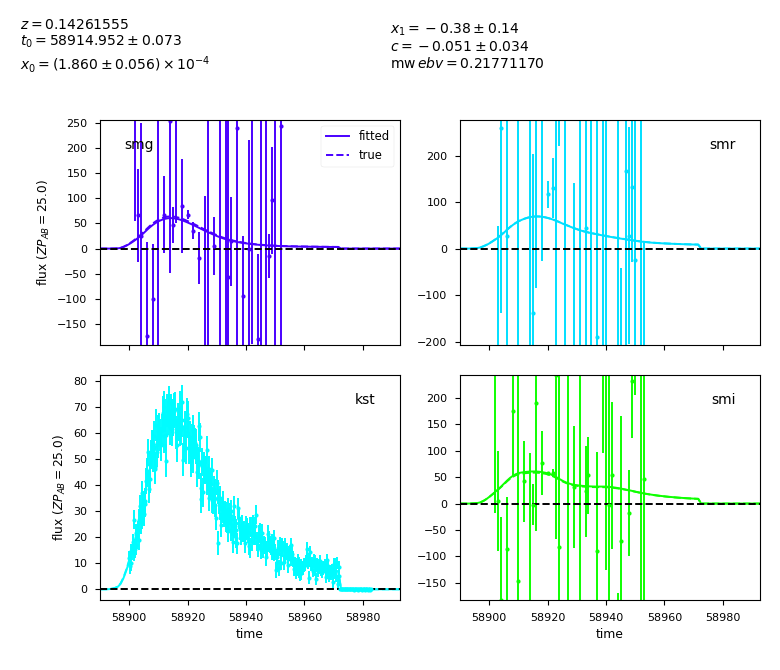 z = 0.14261555
t₀ = 58914.952 ± 0.073
x₀ = (1.860 ± 0.056) × 10⁻⁴
x₁ = −0.38 ± 0.14
c = −0.051 ± 0.034
mw ebv = 0.21771170
smg
fitted
true
250
200
150
100
50
0
−50
−100
−150
flux (ZP_AB = 25.0)
smr
200
100
0
−100
−200
kst
80
70
60
50
40
30
20
10
0
flux (ZP_AB = 25.0)
58900 58920 58940 58960 58980
time
smi
200
150
100
50
0
−50
−100
−150
58900 58920 58940 58960 58980
time